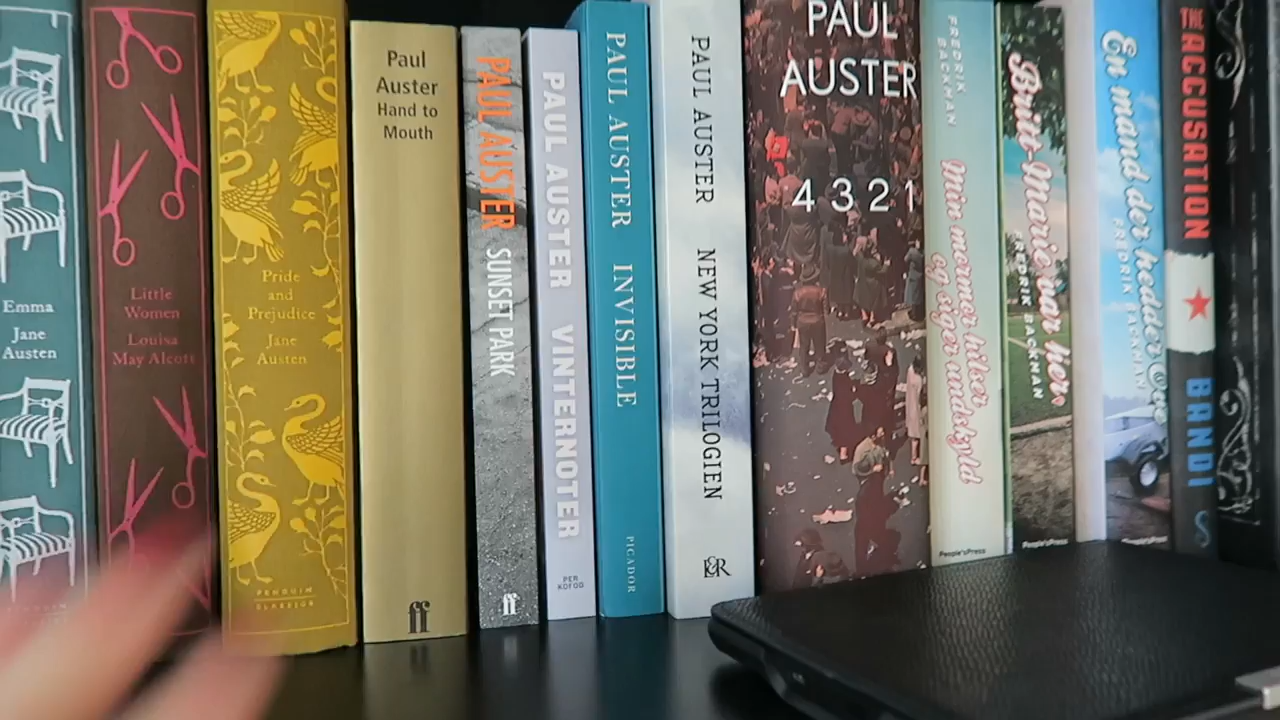 Emma
Jane
Austen
Little
Women
Louisa
May Alcott
Pride
and
Prejudice
Jane
Austen
PENGUIN
CLASSICS
Paul
Auster
Hand to
Mouth
ff
PAUL AUSTER SUNSET PARK
ff
PAUL AUSTER VINTERNOTER
PER
KOFOD
PAUL AUSTER INVISIBLE
PICADOR
PAUL AUSTER NEW YORK TRILOGIEN
PAUL
AUSTER
4 3 2 1
FREDRIK
BACKMAN
Min mormor hilser
og siger undskyld
People'sPress
Britt-Marie var her
FREDRIK BACKMAN
People'sPress
En mand der hedder Ove
FREDRIK BACKMAN
THE ACCUSATION
BANDI